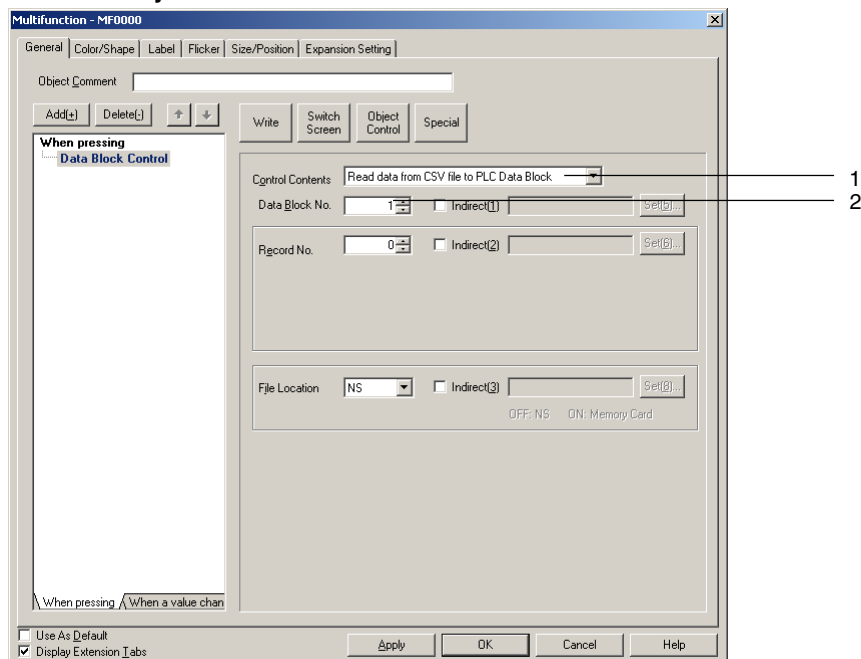 Multifunction - MF0000
General Color/Shape Label Flicker Size/Position Expansion Setting
Object Comment
Add(+) Delete(-)
Write Switch Screen Object Control Special
When pressing
Data Block Control
Control Contents Read data from CSV file to PLC Data Block 1
Data Block No. 1 Indirect(1) Set(5)... 2
Record No. 0 Indirect(2) Set(6)...
File Location NS Indirect(3) Set(8)...
OFF: NS ON: Memory Card
When pressing When a value chan
Use As Default
Display Extension Tabs
Apply OK Cancel Help